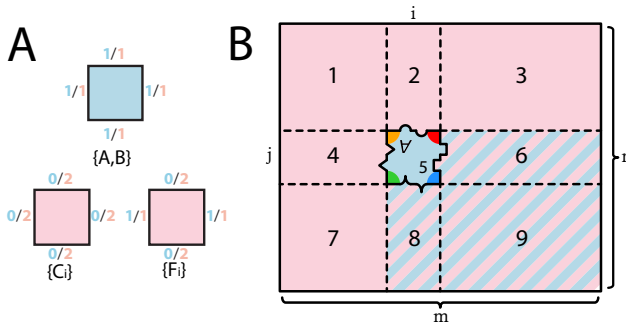 A
1/1
1/1 1/1
1/1
{A,B}
0/2 0/2
0/2 0/2 1/1 1/1
0/2 0/2
{Ci} {Fi}
B
i
1 2 3
A
j 4 5 6
7 8 9
m